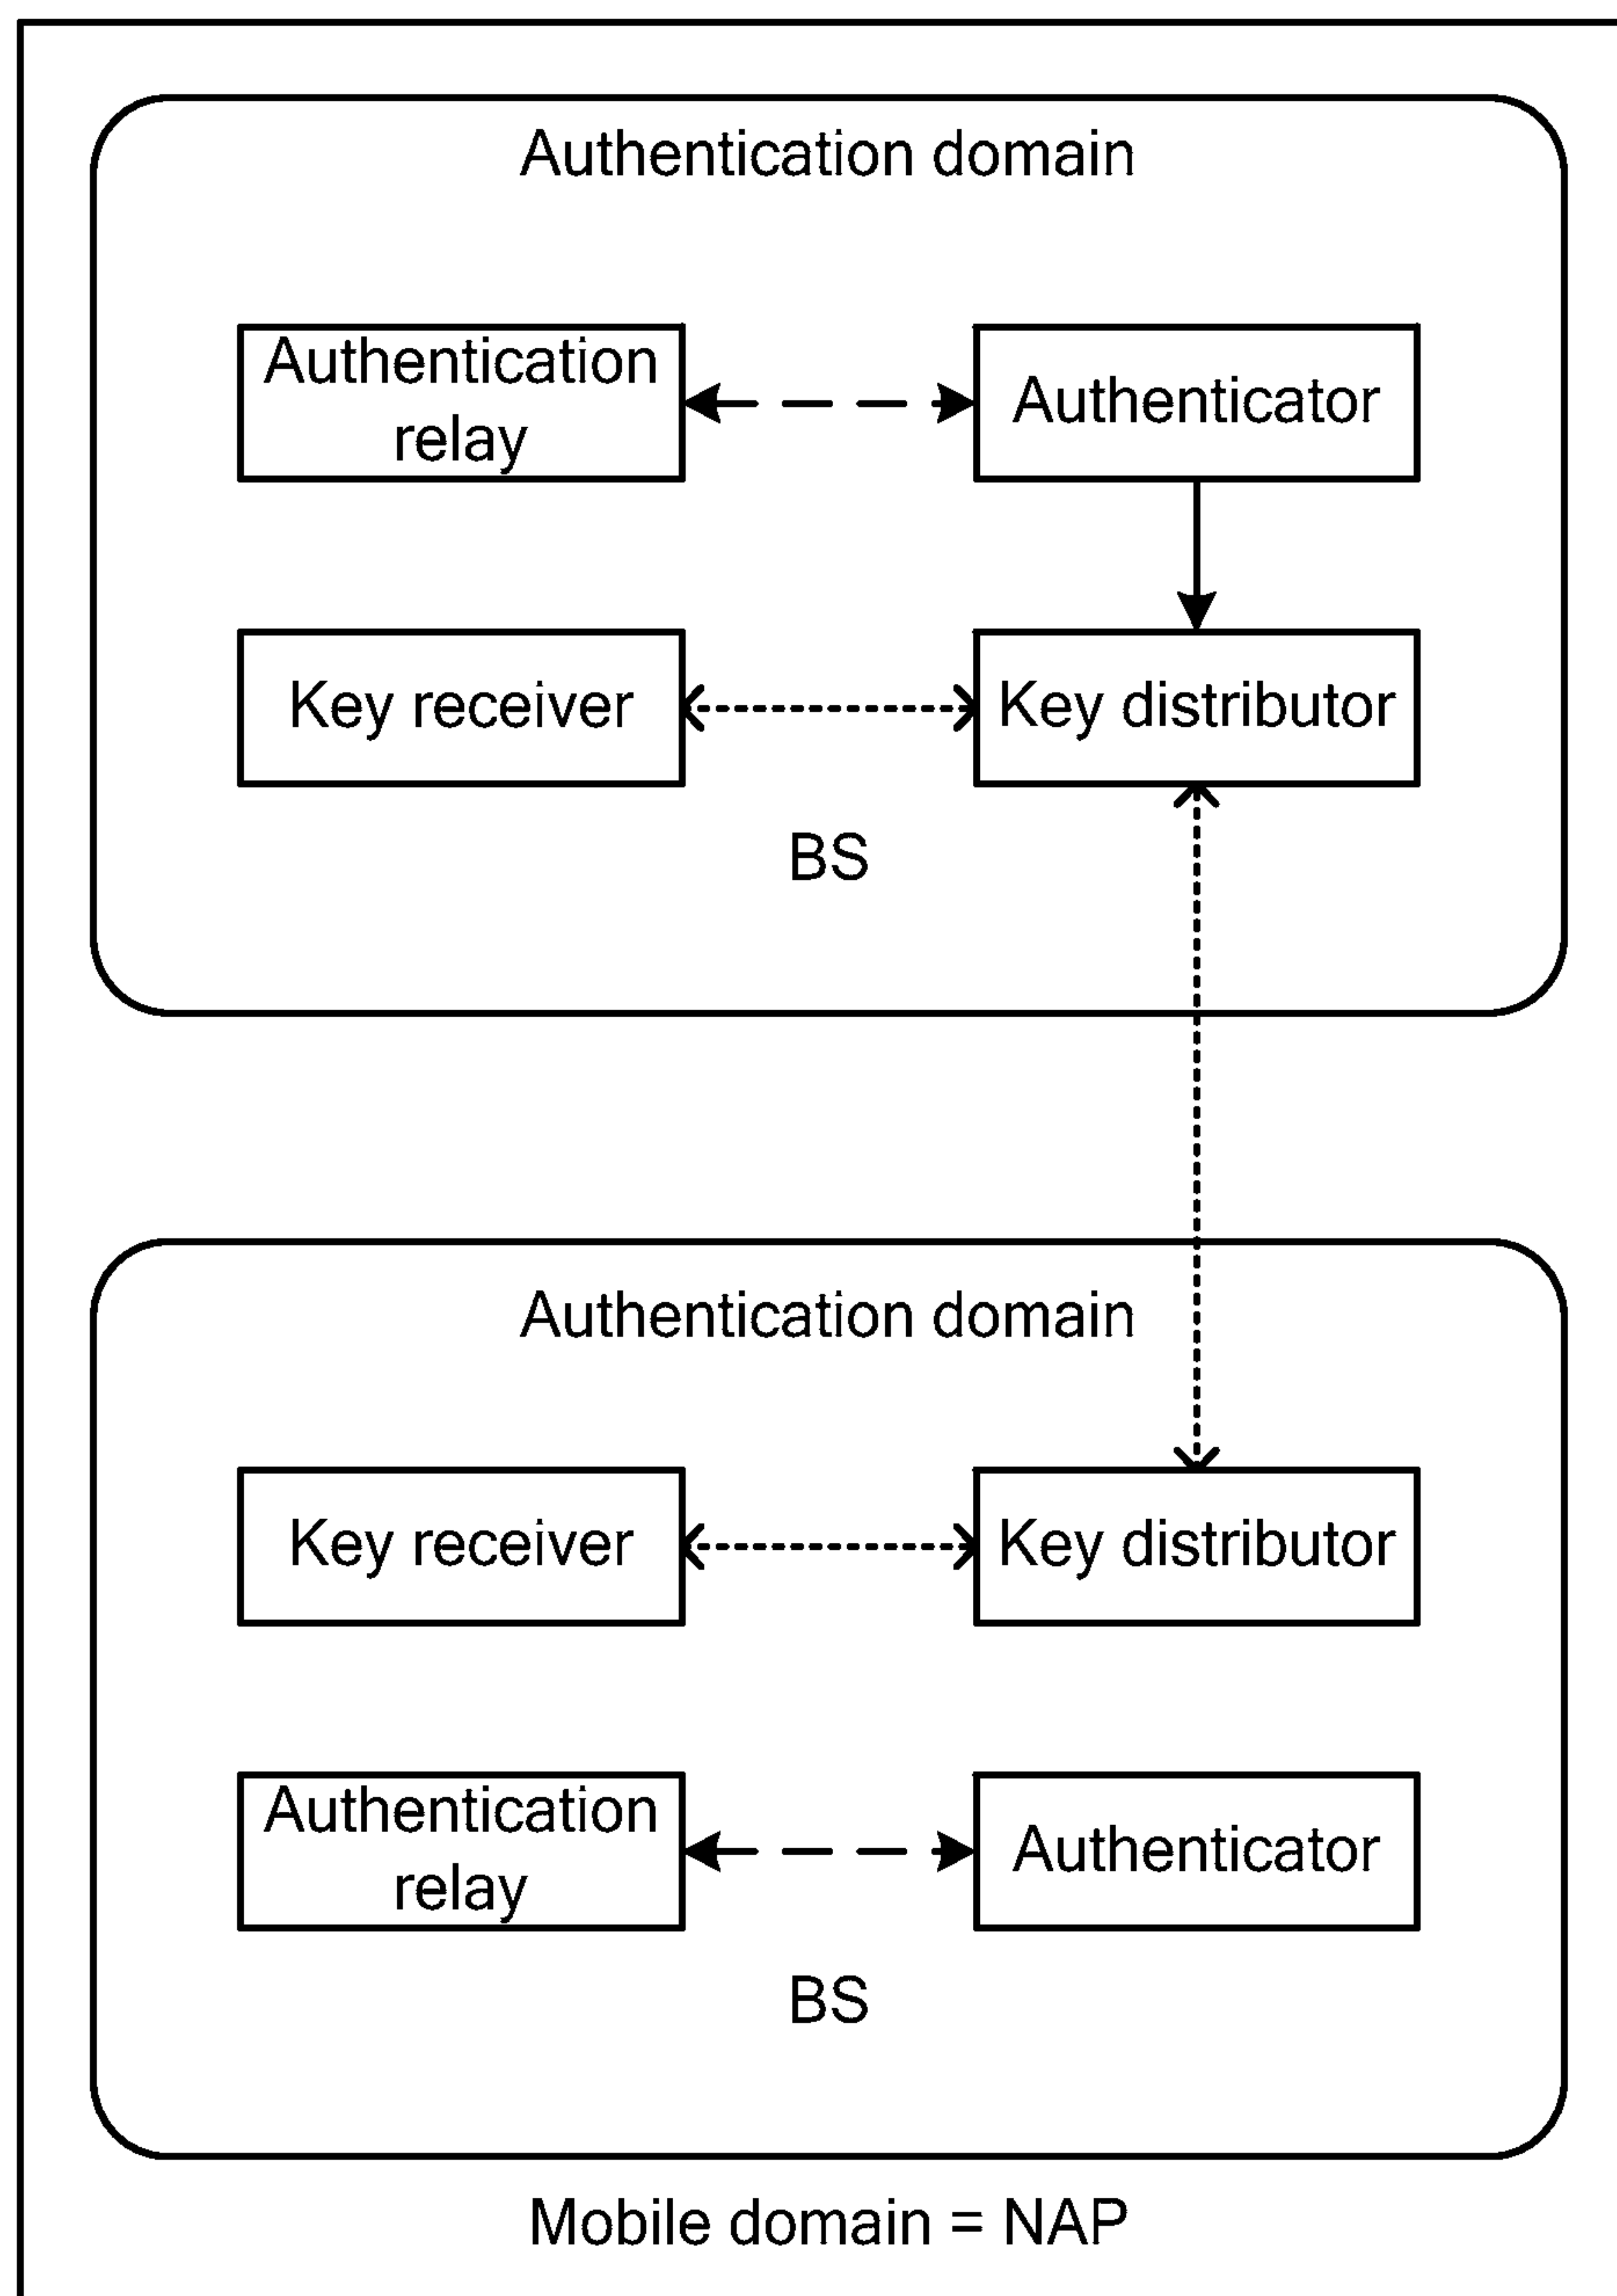 Authentication domain
Authentication
relay
Authenticator
Key receiver
Key distributor
BS
Authentication domain
Key receiver
Key distributor
Authentication
relay
Authenticator
BS
Mobile domain = NAP